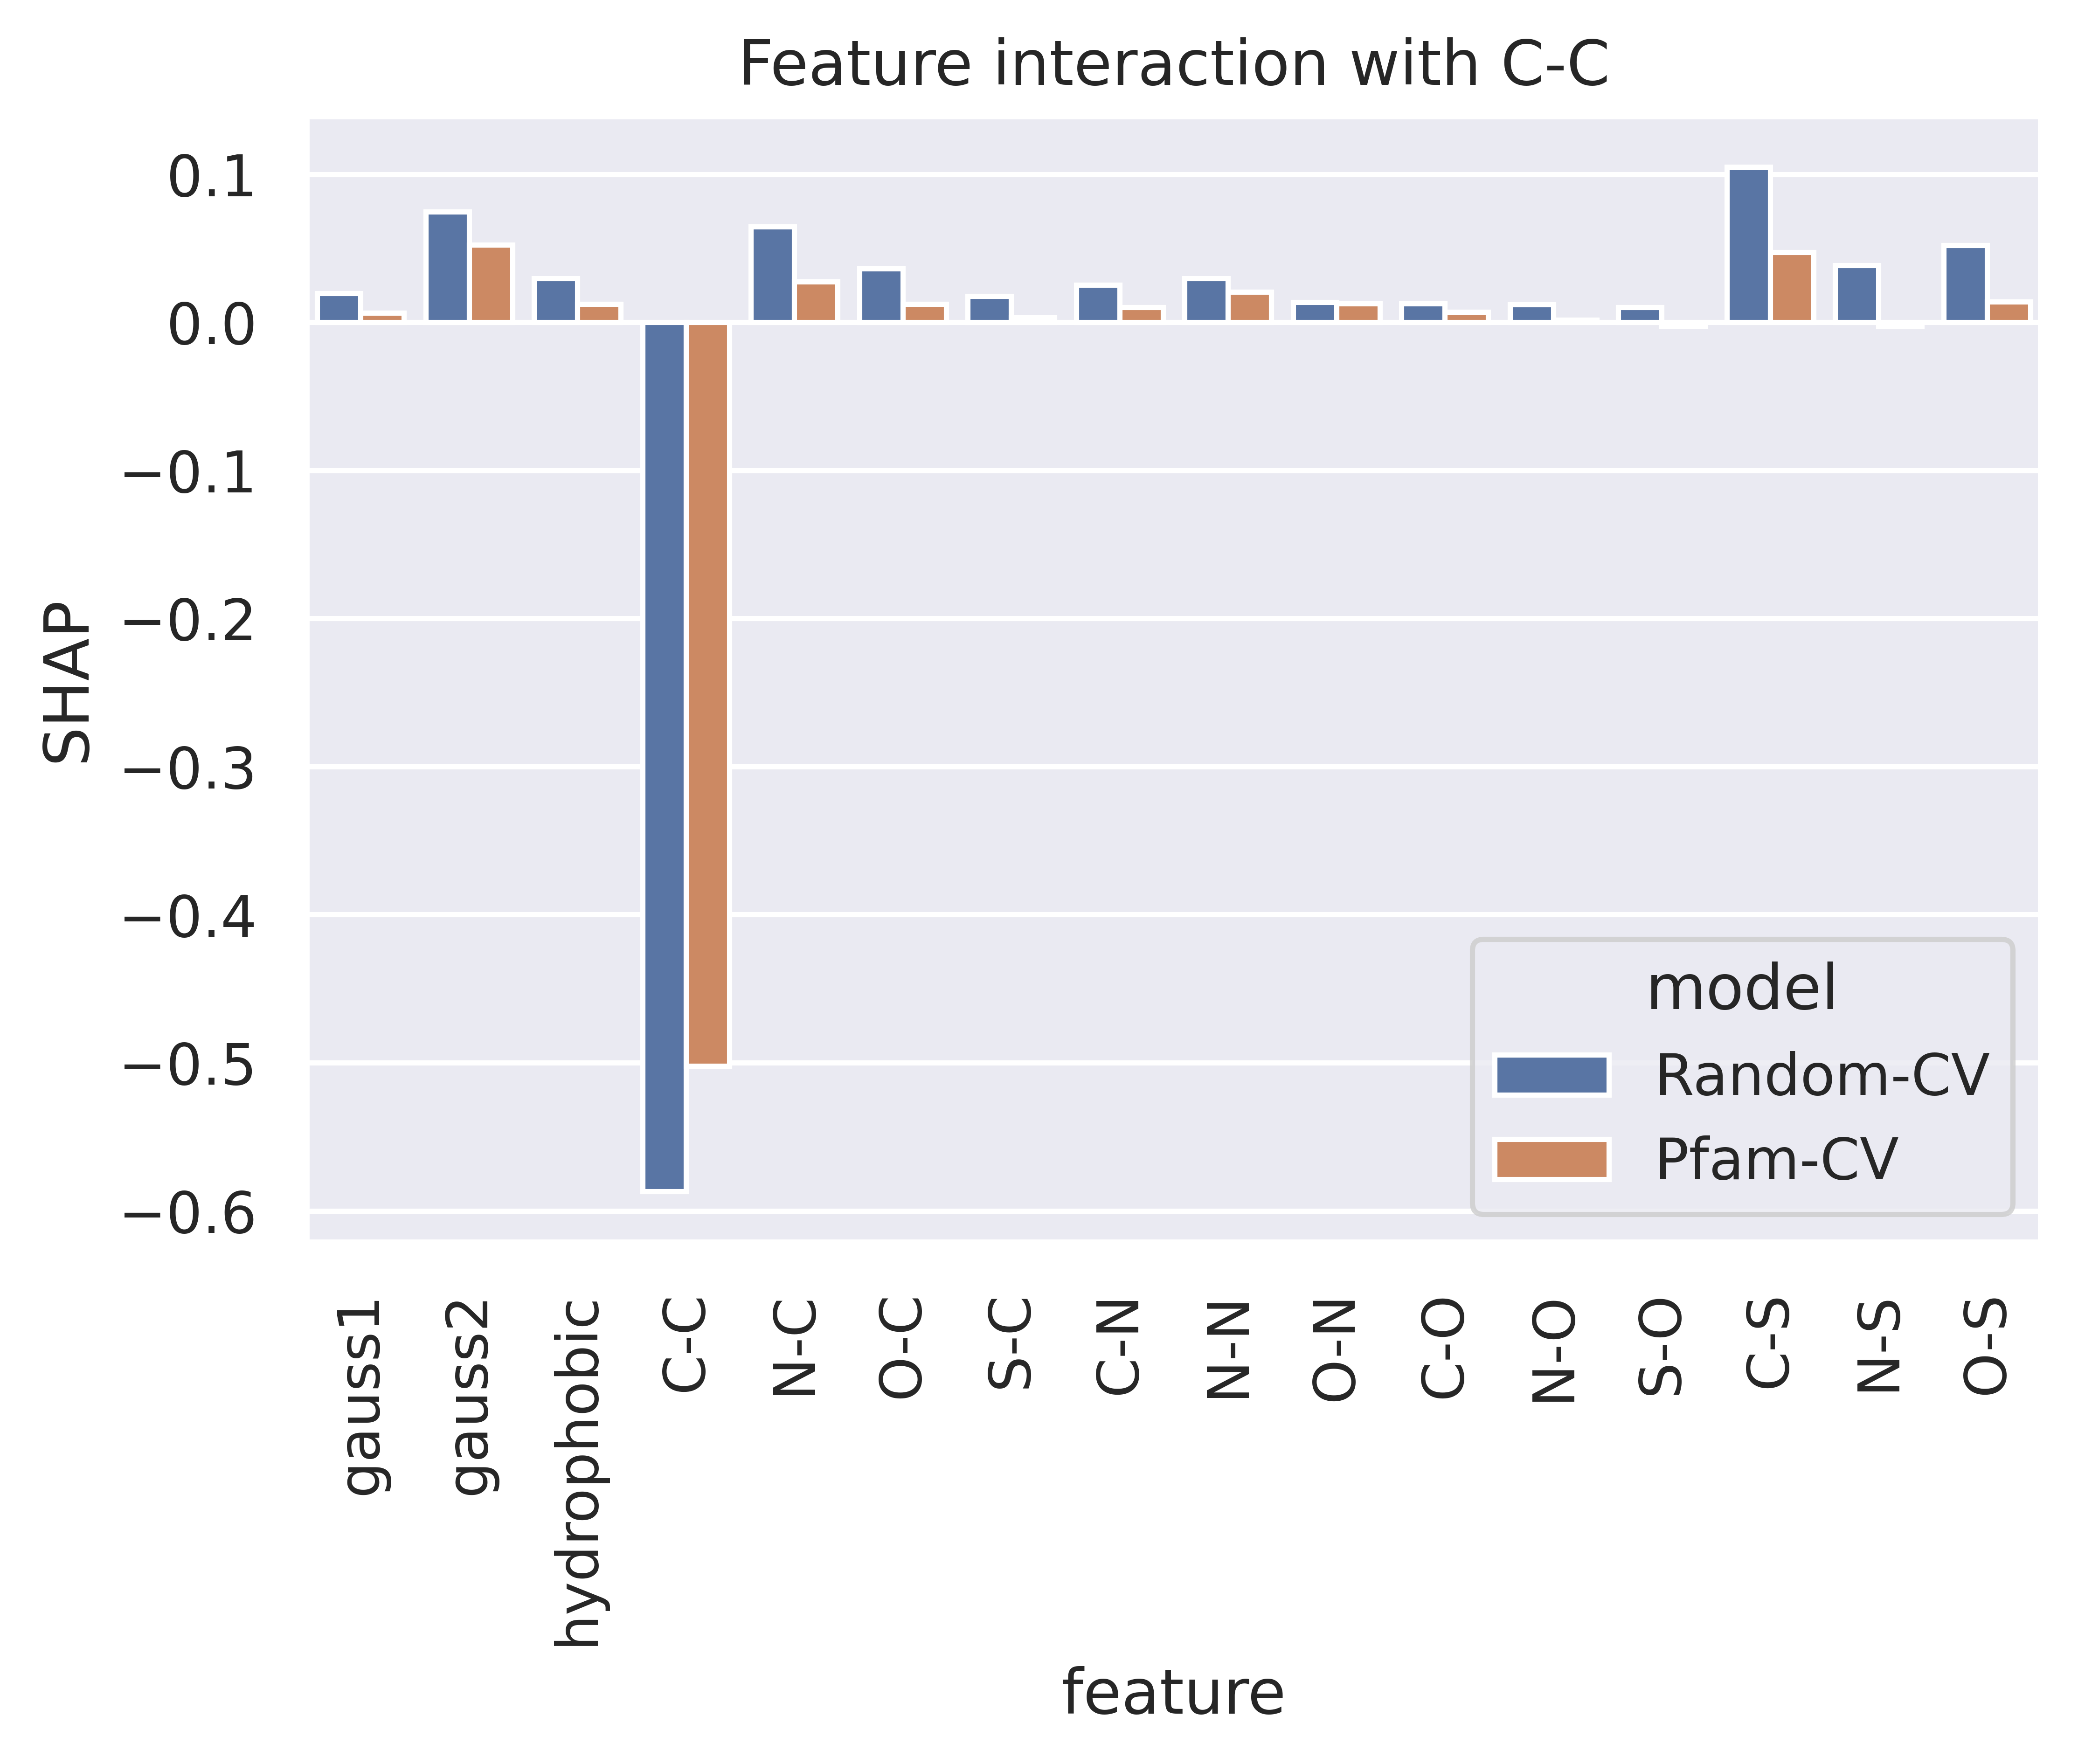 Feature interaction with C-C
0.1
0.0
−0.1
−0.2
−0.3
−0.4
−0.5
−0.6
SHAP
model
Random-CV
Pfam-CV
gauss1
gauss2
hydrophobic
C-C
N-C
O-C
S-C
C-N
N-N
O-N
C-O
N-O
S-O
C-S
N-S
O-S
feature